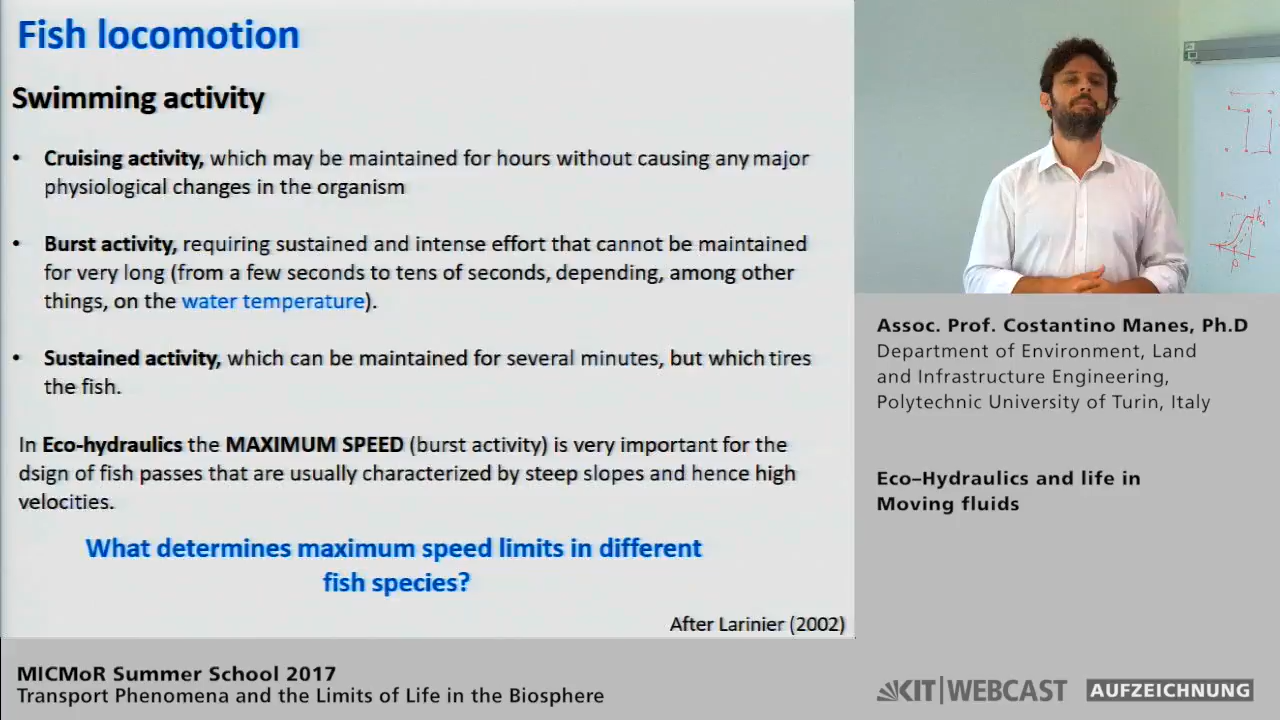 Fish locomotion
Swimming activity
• Cruising activity, which may be maintained for hours without causing any major
physiological changes in the organism
• Burst activity, requiring sustained and intense effort that cannot be maintained
for very long (from a few seconds to tens of seconds, depending, among other
things, on the water temperature).
• Sustained activity, which can be maintained for several minutes, but which tires
the fish.
In Eco-hydraulics the MAXIMUM SPEED (burst activity) is very important for the
dsign of fish passes that are usually characterized by steep slopes and hence high
velocities.
What determines maximum speed limits in different
fish species?
After Larinier (2002)
Assoc. Prof. Costantino Manes, Ph.D
Department of Environment, Land
and Infrastructure Engineering,
Polytechnic University of Turin, Italy
Eco–Hydraulics and life in
Moving fluids
MICMoR Summer School 2017
Transport Phenomena and the Limits of Life in the Biosphere
KIT|WEBCAST AUFZEICHNUNG